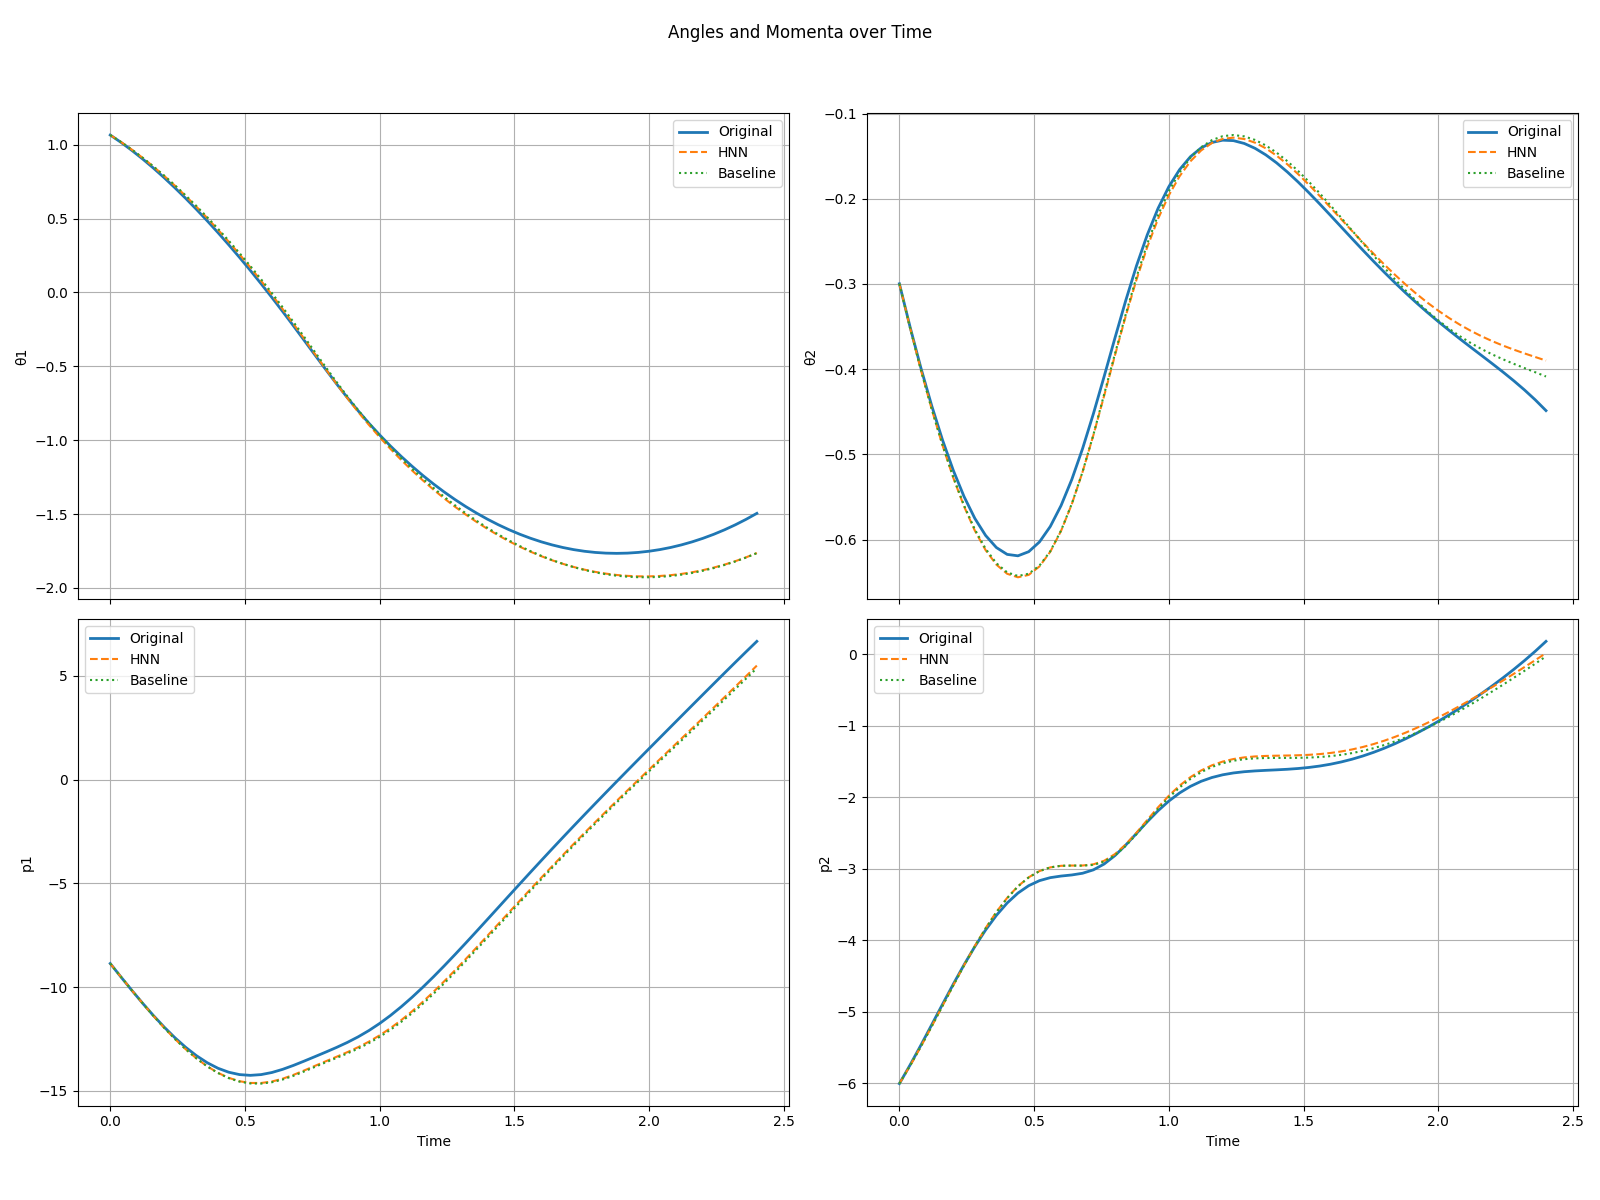 Angles and Momenta over Time
θ1
1.0
0.5
0.0
−0.5
−1.0
−1.5
−2.0
Original
HNN
Baseline
θ2
−0.1
−0.2
−0.3
−0.4
−0.5
−0.6
Original
HNN
Baseline
p1
5
0
−5
−10
−15
Original
HNN
Baseline
0.0 0.5 1.0 1.5 2.0 2.5
Time
p2
0
−1
−2
−3
−4
−5
−6
Original
HNN
Baseline
0.0 0.5 1.0 1.5 2.0 2.5
Time